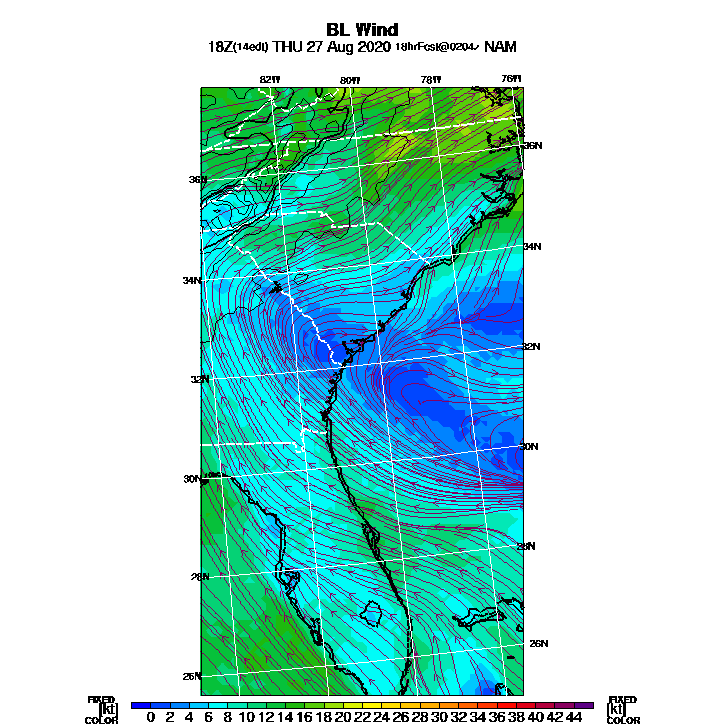 BL Wind
18Z(14edt) THU 27 Aug 2020 18hrFcst@0204z NAM
82W 80W 78W 76W
36N 36N
34N 34N
32N 32N
30N 30N
28N 28N
26N 26N
FIXED FIXED
[kt] 0 2 4 6 8 10 12 14 16 18 20 22 24 26 28 30 32 34 36 38 40 42 44 [kt]
COLOR COLOR